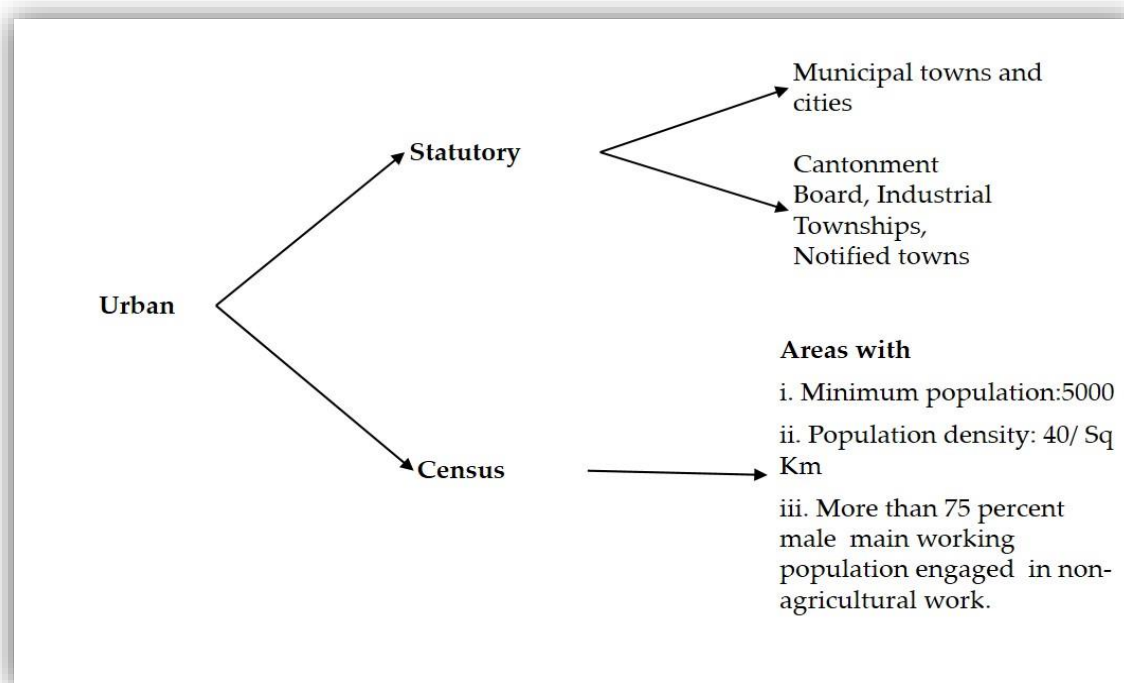 Municipal towns and
cities
Statutory
Cantonment
Board, Industrial
Townships,
Notified towns
Urban
Areas with
i. Minimum population:5000
ii. Population density: 40/ Sq
Km
Census
iii. More than 75 percent
male main working
population engaged in non-
agricultural work.